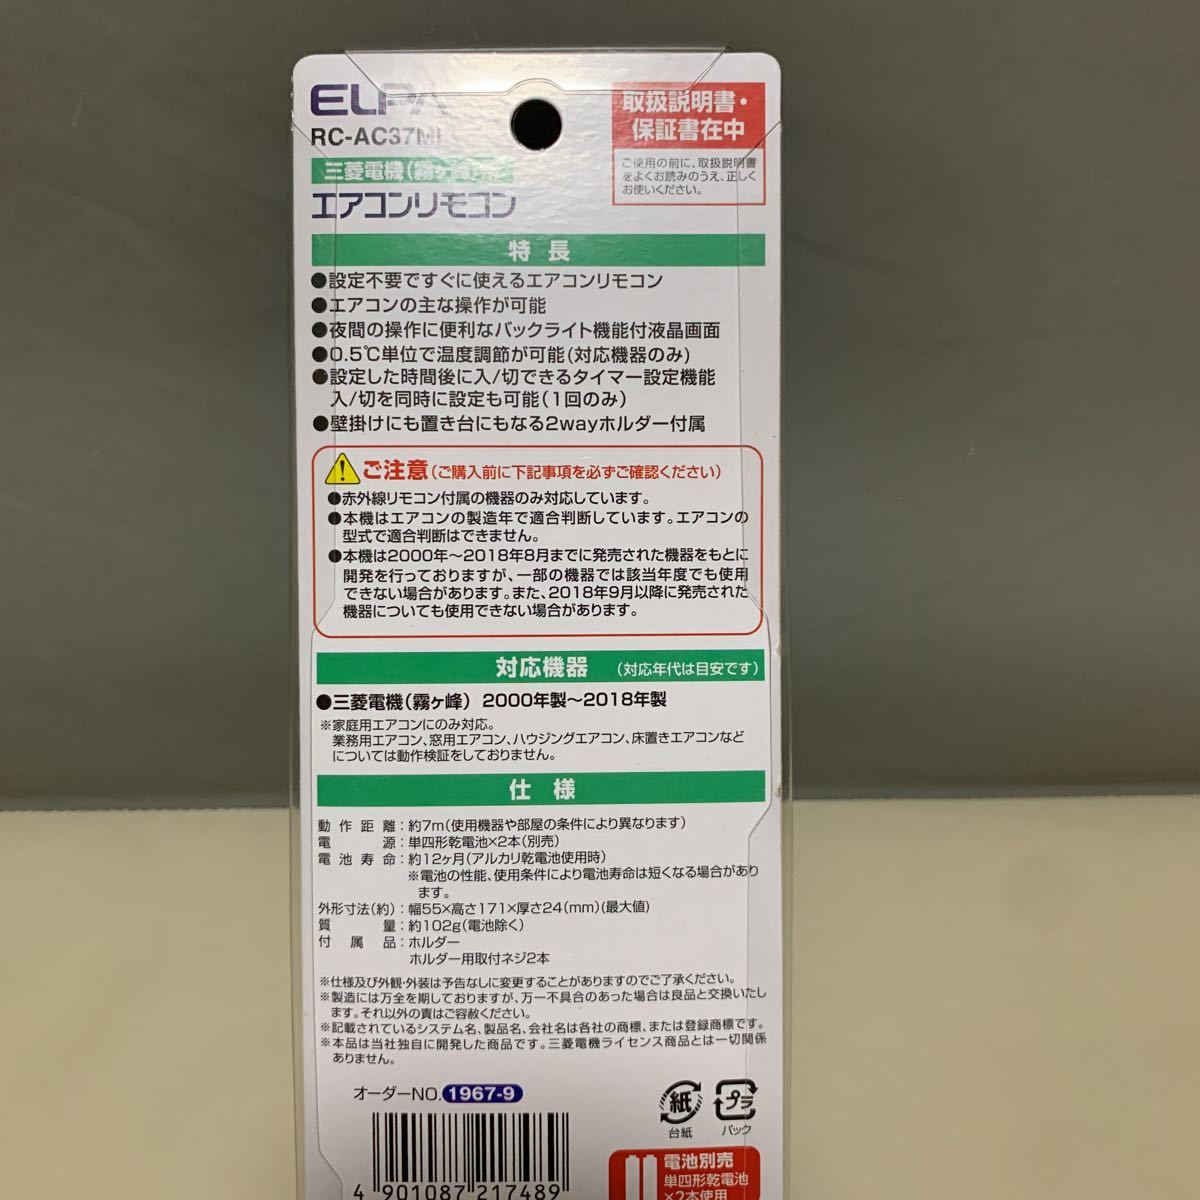 ELPA
RC-AC37MI
三菱電機(霧ヶ峰)用
エアコンリモコン
取扱説明書・
保証書在中
ご使用の前に、取扱説明書
をよくお読みのうえ、正しく
お使いください。
特長
●設定不要ですぐに使えるエアコンリモコン
●エアコンの主な操作が可能
●夜間の操作に便利なバックライト機能付液晶画面
●0.5℃単位で温度調節が可能(対応機器のみ)
●設定した時間後に入/切できるタイマー設定機能
入/切を同時に設定も可能(1回のみ)
●壁掛けにも置き台にもなる2wayホルダー付属
ご注意(ご購入前に下記事項を必ずご確認ください)
●赤外線リモコン付属の機器のみ対応しています。
●本機はエアコンの製造年で適合判断しています。エアコンの
型式で適合判断はできません。
●本機は2000年～2018年8月までに発売された機器をもとに
開発を行っておりますが、一部の機器では該当年度でも使用
できない場合があります。また、2018年9月以降に発売された
機器についても使用できない場合があります。
対応機器 (対応年代は目安です)
●三菱電機(霧ヶ峰) 2000年製～2018年製
※家庭用エアコンにのみ対応。
業務用エアコン、窓用エアコン、ハウジングエアコン、床置きエアコンなど
については動作検証をしておりません。
仕様
動作距離：約7m(使用機器や部屋の条件により異なります)
電源：単四形乾電池×2本(別売)
電池寿命：約12ヶ月(アルカリ乾電池使用時)
※電池の性能、使用条件により電池寿命は短くなる場合があり
ます。
外形寸法(約)：幅55×高さ171×厚さ24(mm)(最大値)
質量：約102g(電池除く)
付属品：ホルダー
ホルダー用取付ネジ2本
※仕様及び外観・外装は予告なしに変更することがありますのでご了承ください。
※製造には万全を期しておりますが、万一不具合のあった場合は良品と交換いたし
ます。それ以外の責はご容赦ください。
※記載されているシステム名、製品名、会社名は各社の商標、または登録商標です。
※本品は当社独自に開発した商品です。三菱電機ライセンス商品とは一切関係
ありません。
オーダーNO. 1967-9
紙
台紙
プラ
パック
4 901087 217489
電池別売
単四形乾電池
×2本使用